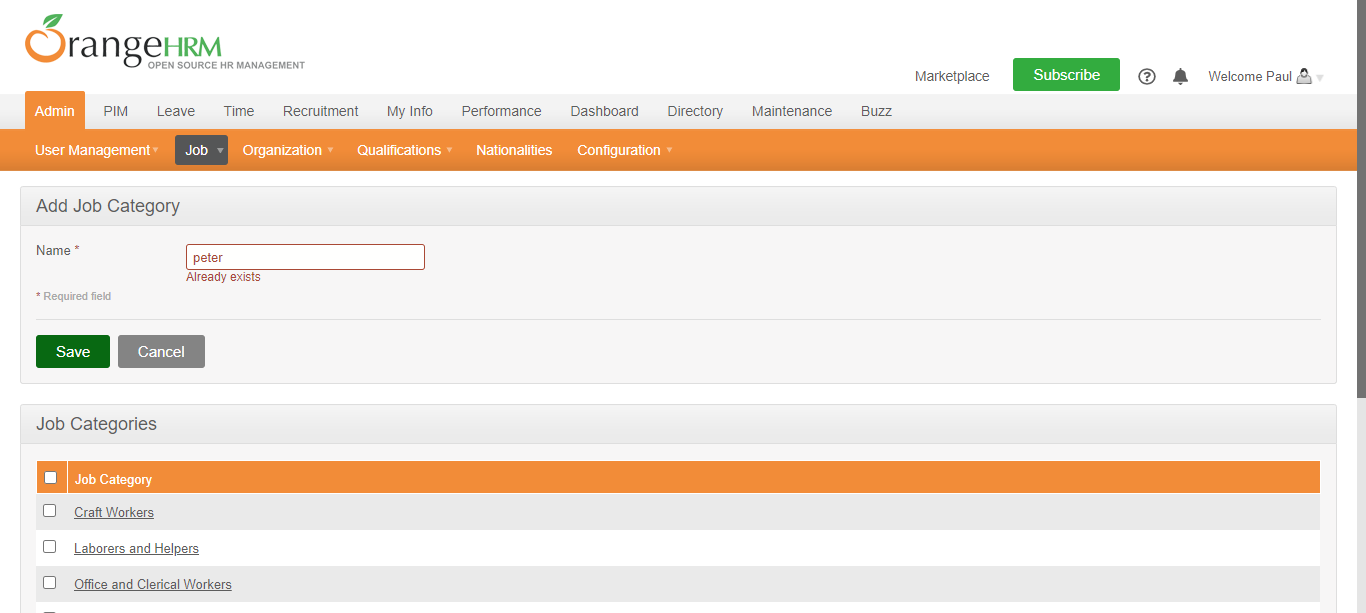 OrangeHRM
OPEN SOURCE HR MANAGEMENT
Marketplace Subscribe Welcome Paul
Admin PIM Leave Time Recruitment My Info Performance Dashboard Directory Maintenance Buzz
User Management Job Organization Qualifications Nationalities Configuration
Add Job Category
Name * peter
Already exists
* Required field
Save Cancel
Job Categories
Job Category
Craft Workers
Laborers and Helpers
Office and Clerical Workers